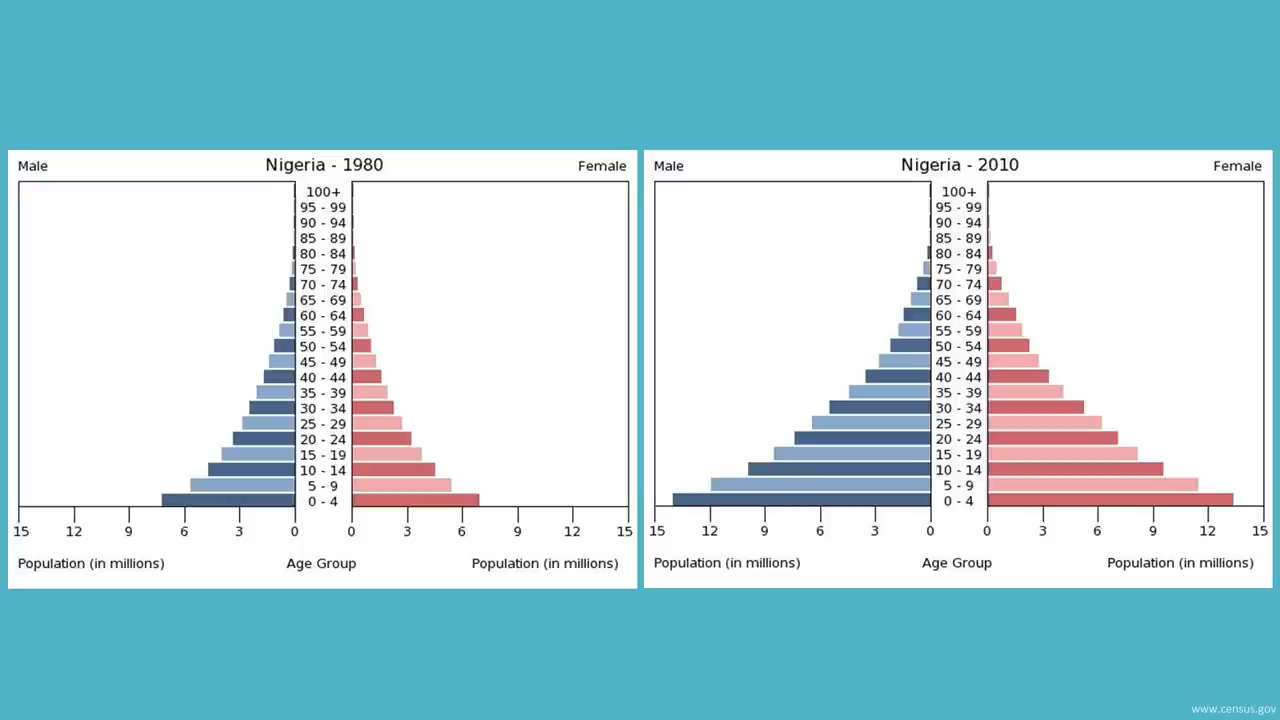 Male Nigeria - 1980 Female
100+
95 - 99
90 - 94
85 - 89
80 - 84
75 - 79
70 - 74
65 - 69
60 - 64
55 - 59
50 - 54
45 - 49
40 - 44
35 - 39
30 - 34
25 - 29
20 - 24
15 - 19
10 - 14
5 - 9
0 - 4
15 12 9 6 3 0 0 3 6 9 12 15
Population (in millions) Age Group Population (in millions)
Male Nigeria - 2010 Female
100+
95 - 99
90 - 94
85 - 89
80 - 84
75 - 79
70 - 74
65 - 69
60 - 64
55 - 59
50 - 54
45 - 49
40 - 44
35 - 39
30 - 34
25 - 29
20 - 24
15 - 19
10 - 14
5 - 9
0 - 4
15 12 9 6 3 0 0 3 6 9 12 15
Population (in millions) Age Group Population (in millions)
www.census.gov